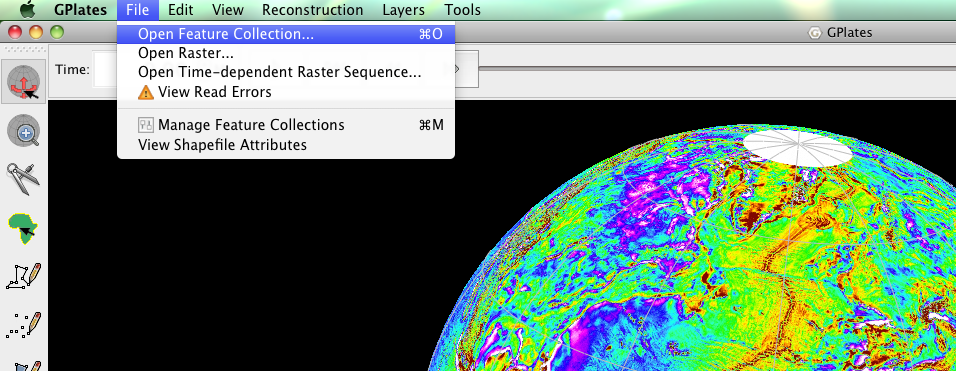 GPlates File Edit View Reconstruction Layers Tools
GPlates
Open Feature Collection... ⌘O
Open Raster...
Open Time-dependent Raster Sequence...
View Read Errors
Manage Feature Collections ⌘M
View Shapefile Attributes
Time: